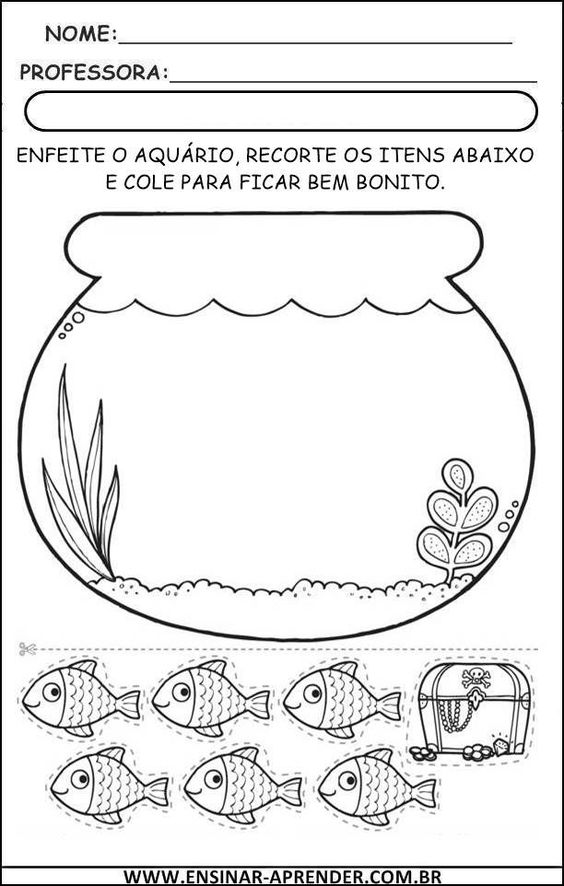 NOME:
PROFESSORA:
ENFEITE O AQUÁRIO, RECORTE OS ITENS ABAIXO
E COLE PARA FICAR BEM BONITO.
WWW.ENSINAR-APRENDER.COM.BR